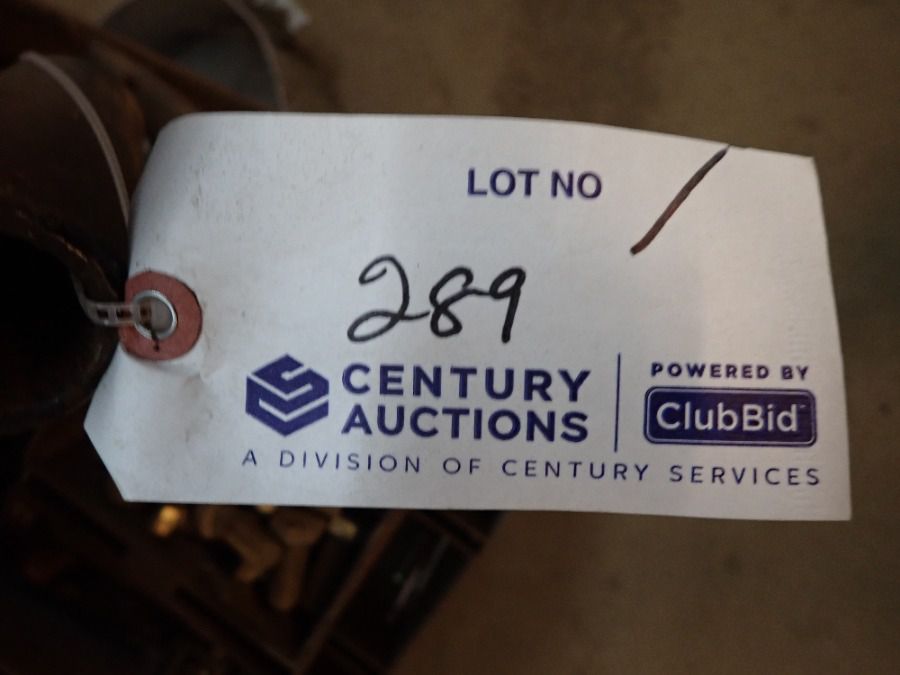 LOT NO
289
CENTURY
AUCTIONS
A DIVISION OF CENTURY SERVICES
POWERED BY
ClubBid